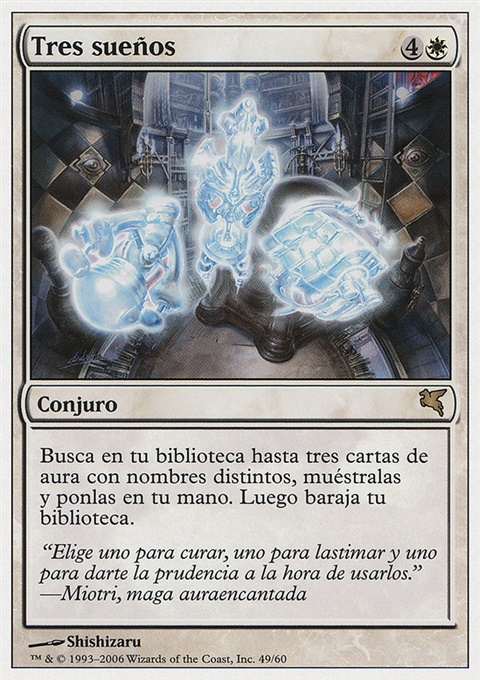 Tres sueños 4
Conjuro
Busca en tu biblioteca hasta tres cartas de
aura con nombres distintos, muéstralas
y ponlas en tu mano. Luego baraja tu
biblioteca.
“Elige uno para curar, uno para lastimar y uno
para darte la prudencia a la hora de usarlos.”
—Miotri, maga auraencantada
Shishizaru
™ & © 1993–2006 Wizards of the Coast, Inc. 49/60